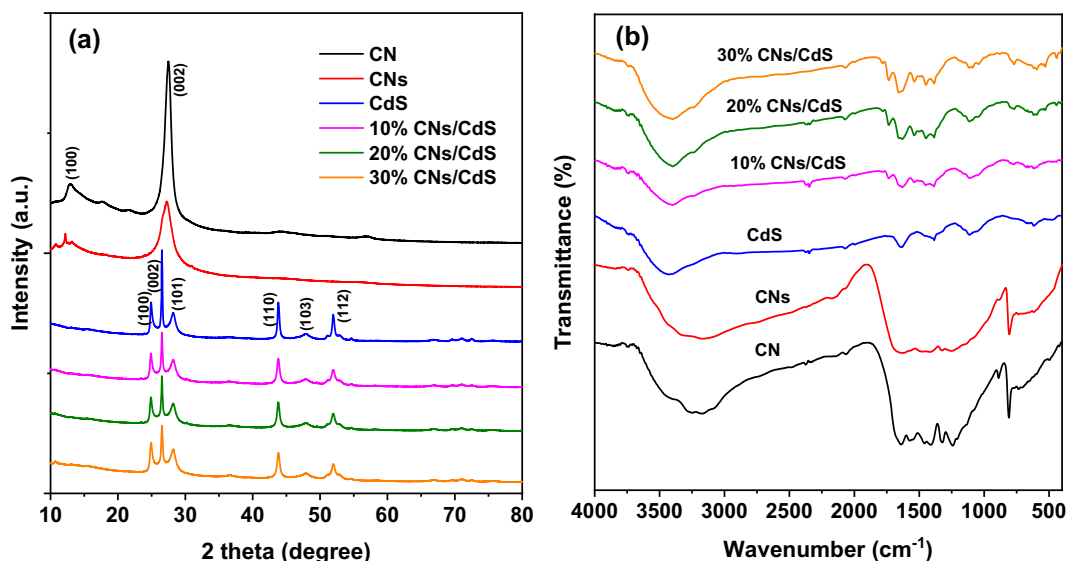 (a)
CN
CNs
CdS
10% CNs/CdS
20% CNs/CdS
30% CNs/CdS
(002)
(100)
(100)
(002)
(101)
(110)
(103)
(112)
Intensity (a.u.)
10 20 30 40 50 60 70 80
2 theta (degree)
(b)
30% CNs/CdS
20% CNs/CdS
10% CNs/CdS
CdS
CNs
CN
Transmittance (%)
4000 3500 3000 2500 2000 1500 1000 500
Wavenumber (cm⁻¹)